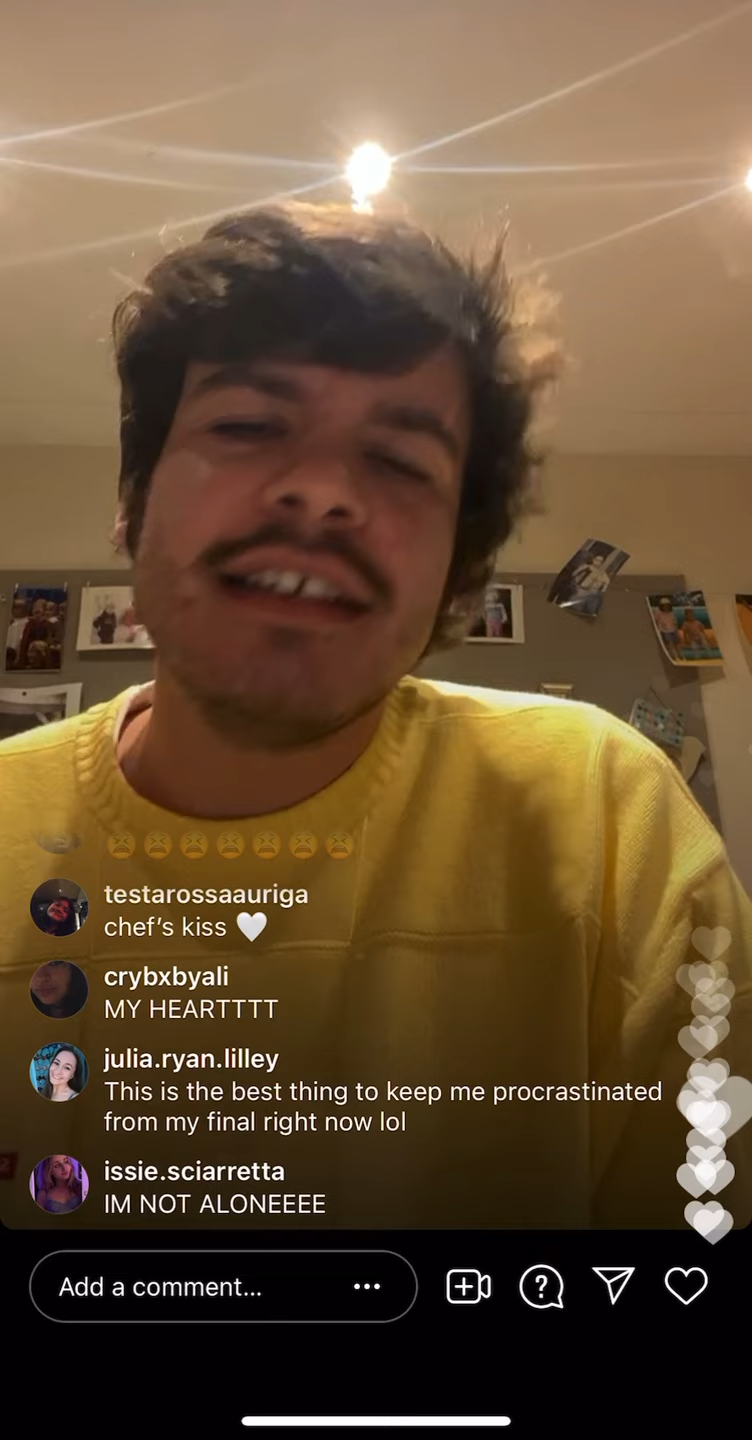 😫😫😫😫😫😫😫
testarossaauriga
chef’s kiss 🤍
crybxbyali
MY HEARTTTT
julia.ryan.lilley
This is the best thing to keep me procrastinated
from my final right now lol
issie.sciarretta
IM NOT ALONEEEE
Add a comment...